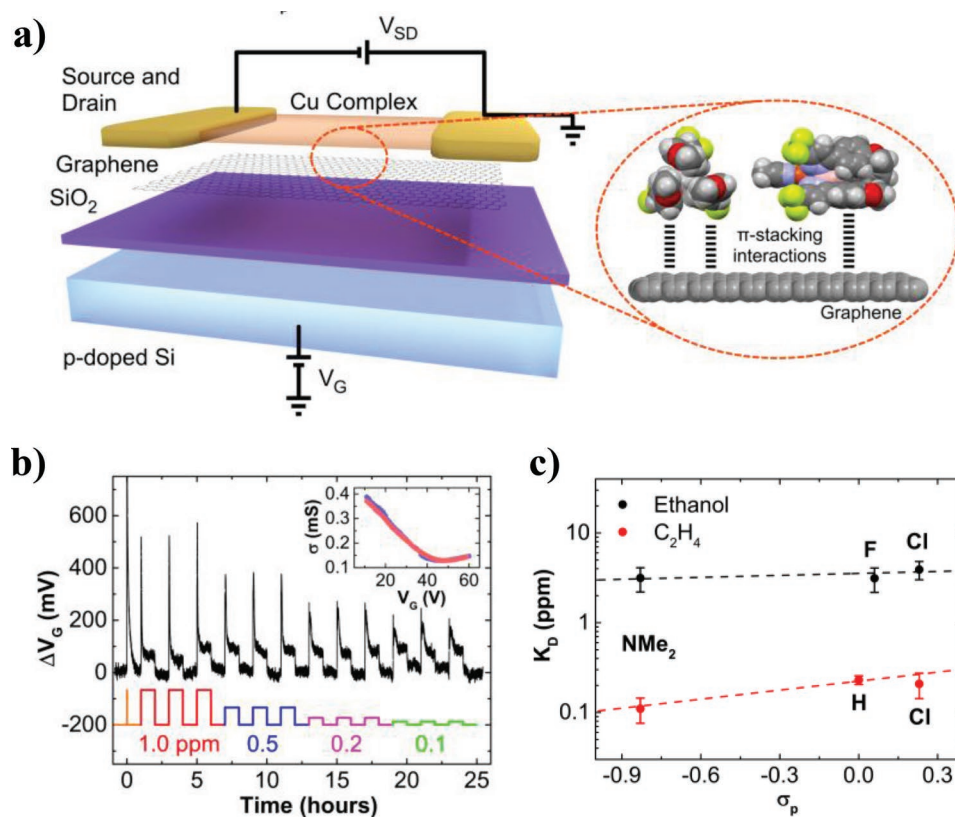 a)
V_SD
Source and
Drain
Cu Complex
Graphene
SiO₂
π-stacking
interactions
Graphene
p-doped Si
V_G
b)
600
400
200
0
-200
ΔV_G (mV)
0.4
0.3
0.2
0.1
σ (mS)
20 40 60
V_G (V)
1.0 ppm 0.5 0.2 0.1
0 5 10 15 20 25
Time (hours)
c)
Ethanol
C₂H₄
10
1
0.1
K_D (ppm)
F
Cl
NMe₂
H
Cl
-0.9 -0.6 -0.3 0.0 0.3
σ_p